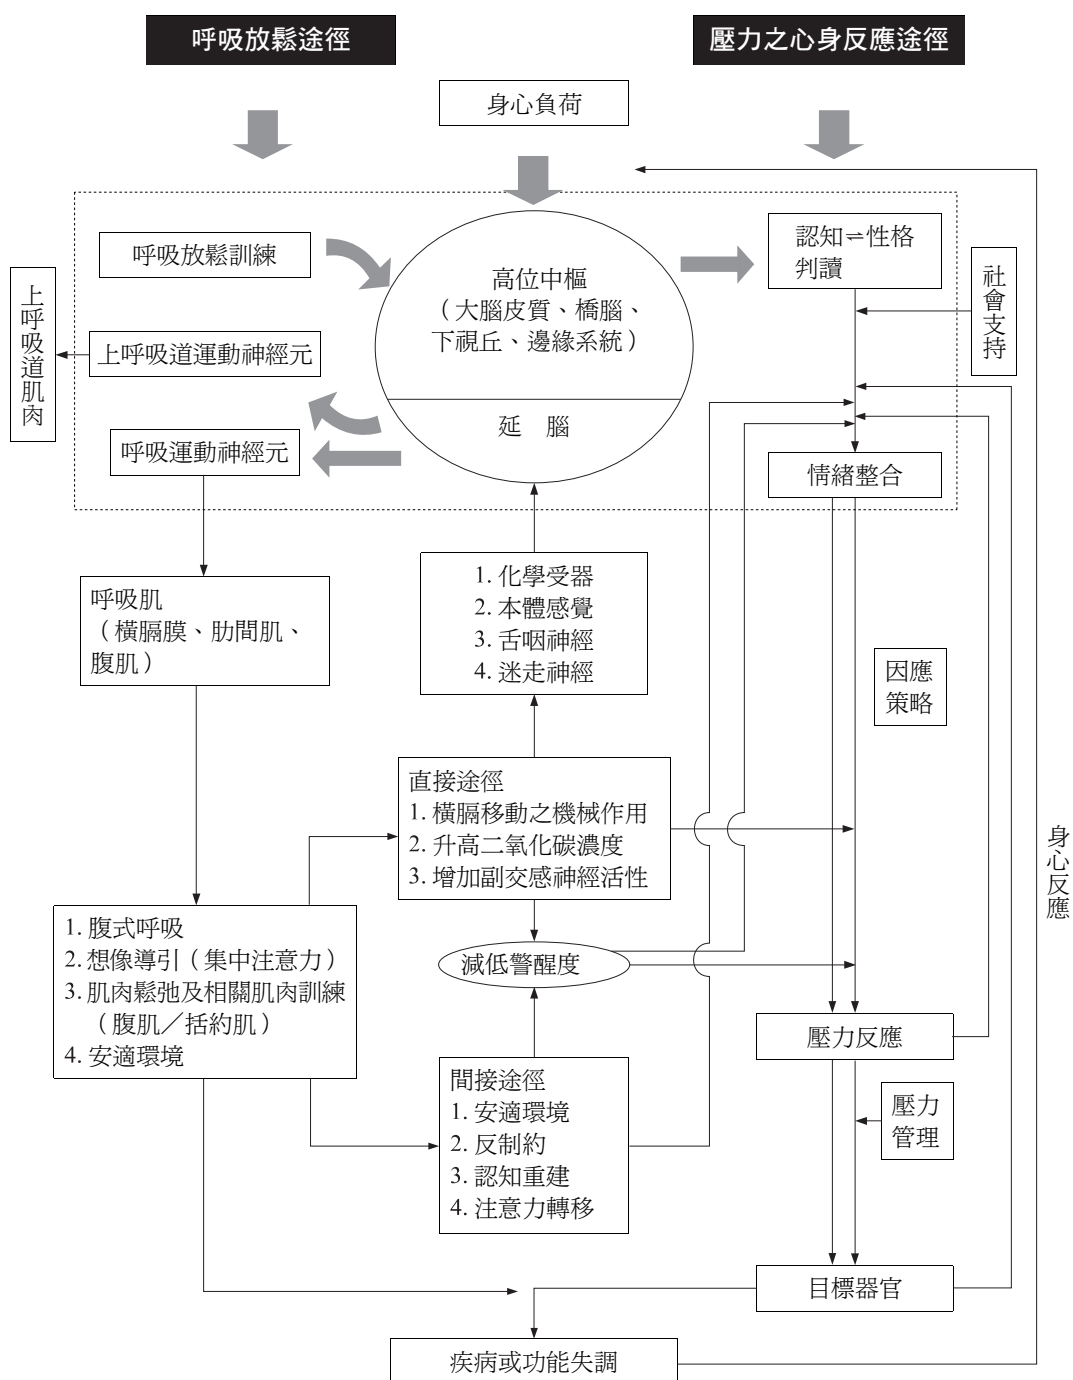 呼吸放鬆途徑
壓力之心身反應途徑
身心負荷
呼吸放鬆訓練
高位中樞
（大腦皮質、橋腦、
下視丘、邊緣系統）
延　腦
認知⇌性格
判讀
社會支持
上呼吸道肌肉
上呼吸道運動神經元
呼吸運動神經元
情緒整合
呼吸肌
（橫膈膜、肋間肌、
腹肌）
1. 化學受器
2. 本體感覺
3. 舌咽神經
4. 迷走神經
因應
策略
直接途徑
1. 橫膈移動之機械作用
2. 升高二氧化碳濃度
3. 增加副交感神經活性
身心反應
1. 腹式呼吸
2. 想像導引（集中注意力）
3. 肌肉鬆弛及相關肌肉訓練
（腹肌／括約肌）
4. 安適環境
減低警醒度
壓力反應
間接途徑
1. 安適環境
2. 反制約
3. 認知重建
4. 注意力轉移
壓力
管理
目標器官
疾病或功能失調